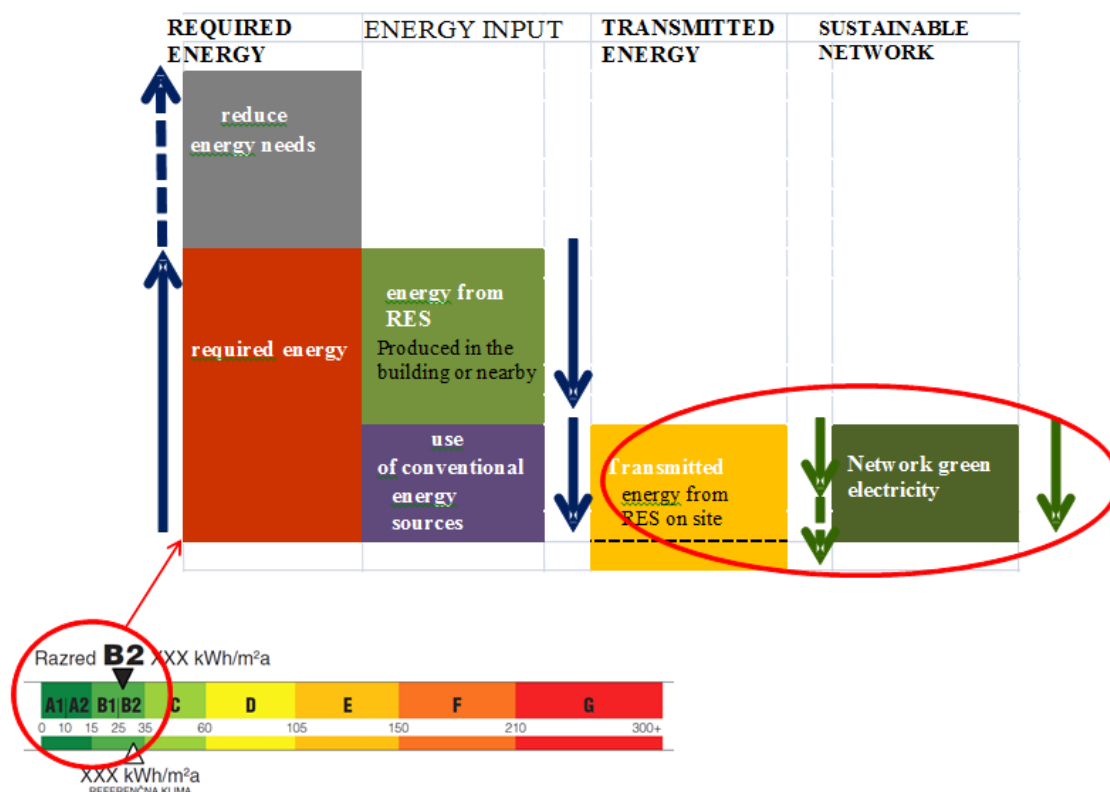 REQUIRED
ENERGY
ENERGY INPUT
TRANSMITTED
ENERGY
SUSTAINABLE
NETWORK
reduce
energy needs
required energy
energy from
RES
Produced in the
building or nearby
use
of conventional
energy
sources
Transmitted
energy from
RES on site
Network green
electricity
Razred B2 XXX kWh/m²a
A1 A2 B1 B2 C D E F G
0 10 15 25 35 60 105 150 210 300+
XXX kWh/m²a
REFERENČNA KLIMA